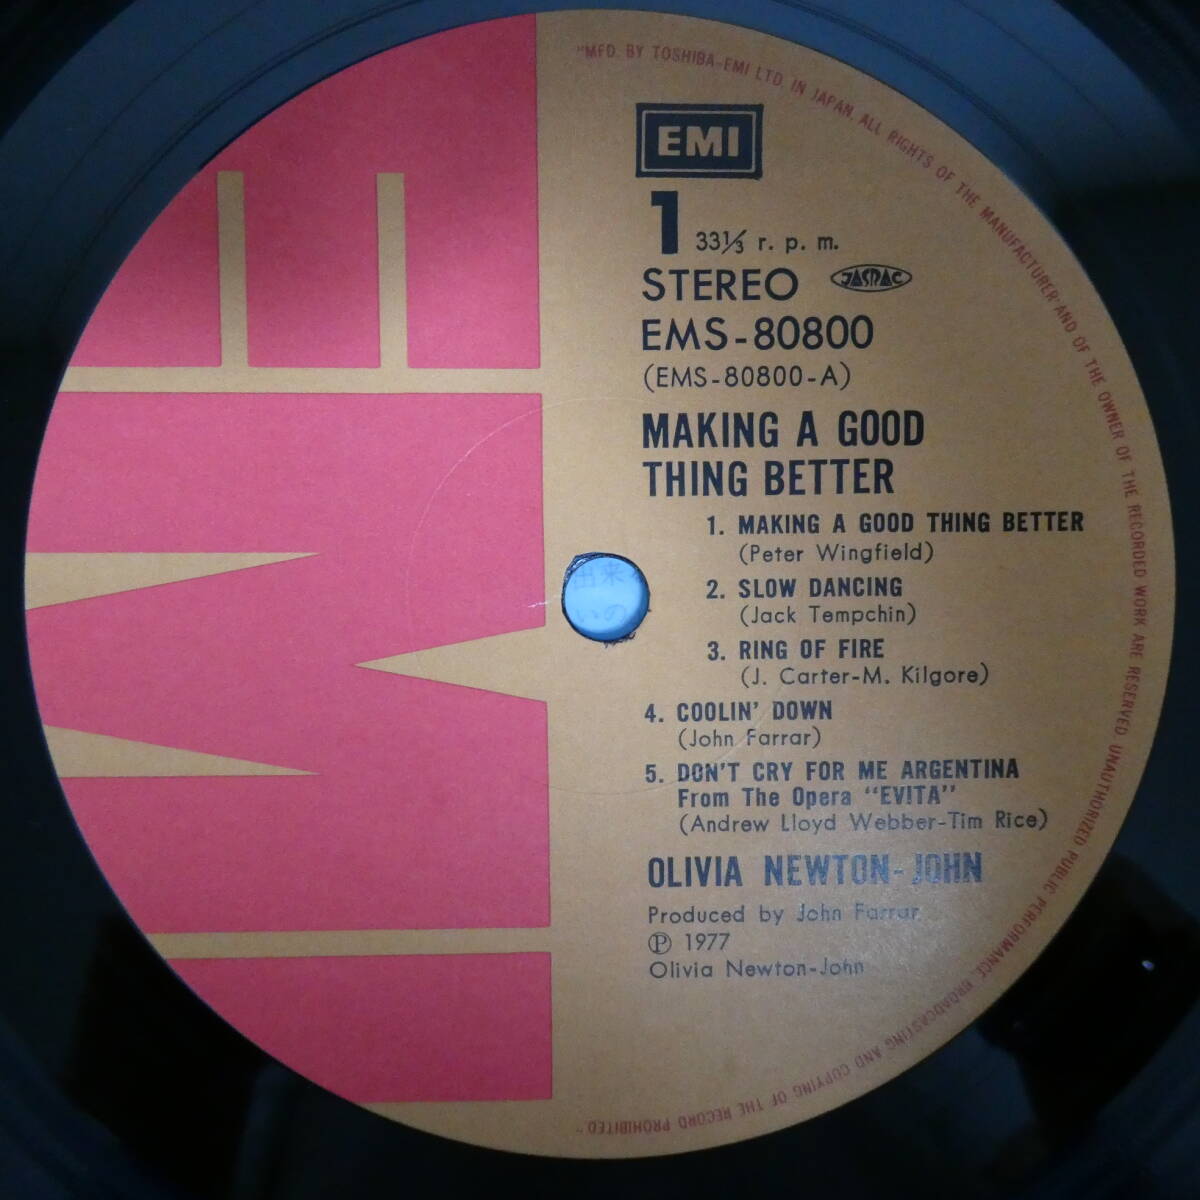 "MFD. BY TOSHIBA-EMI LTD. IN JAPAN. ALL RIGHTS OF THE MANUFACTURER AND OF THE OWNER OF THE RECORDED WORK ARE RESERVED. UNAUTHORIZED PUBLIC PERFORMANCE, BROADCASTING AND COPYING OF THE RECORD PROHIBITED."
EMI
1 33⅓ r. p. m.
STEREO JASRAC
EMS-80800
(EMS-80800-A)
MAKING A GOOD
THING BETTER
1. MAKING A GOOD THING BETTER
(Peter Wingfield)
2. SLOW DANCING
(Jack Tempchin)
3. RING OF FIRE
(J. Carter-M. Kilgore)
4. COOLIN' DOWN
(John Farrar)
5. DON'T CRY FOR ME ARGENTINA
From The Opera "EVITA"
(Andrew Lloyd Webber-Tim Rice)
OLIVIA NEWTON-JOHN
Produced by John Farrar
Ⓟ 1977
Olivia Newton-John
出来
いの